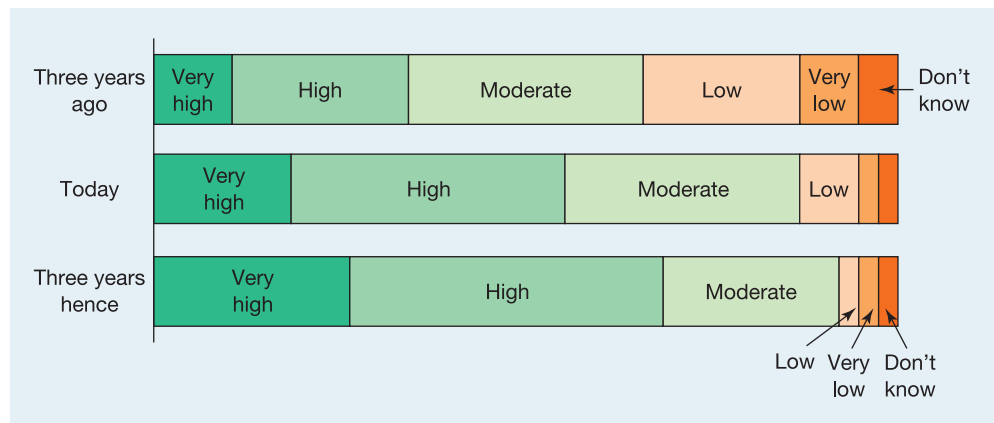 Three years
ago
Very
high
High
Moderate
Low
Very
low
Don't
know
Today
Very
high
High
Moderate
Low
Three years
hence
Very
high
High
Moderate
Low
Very
low
Don't
know